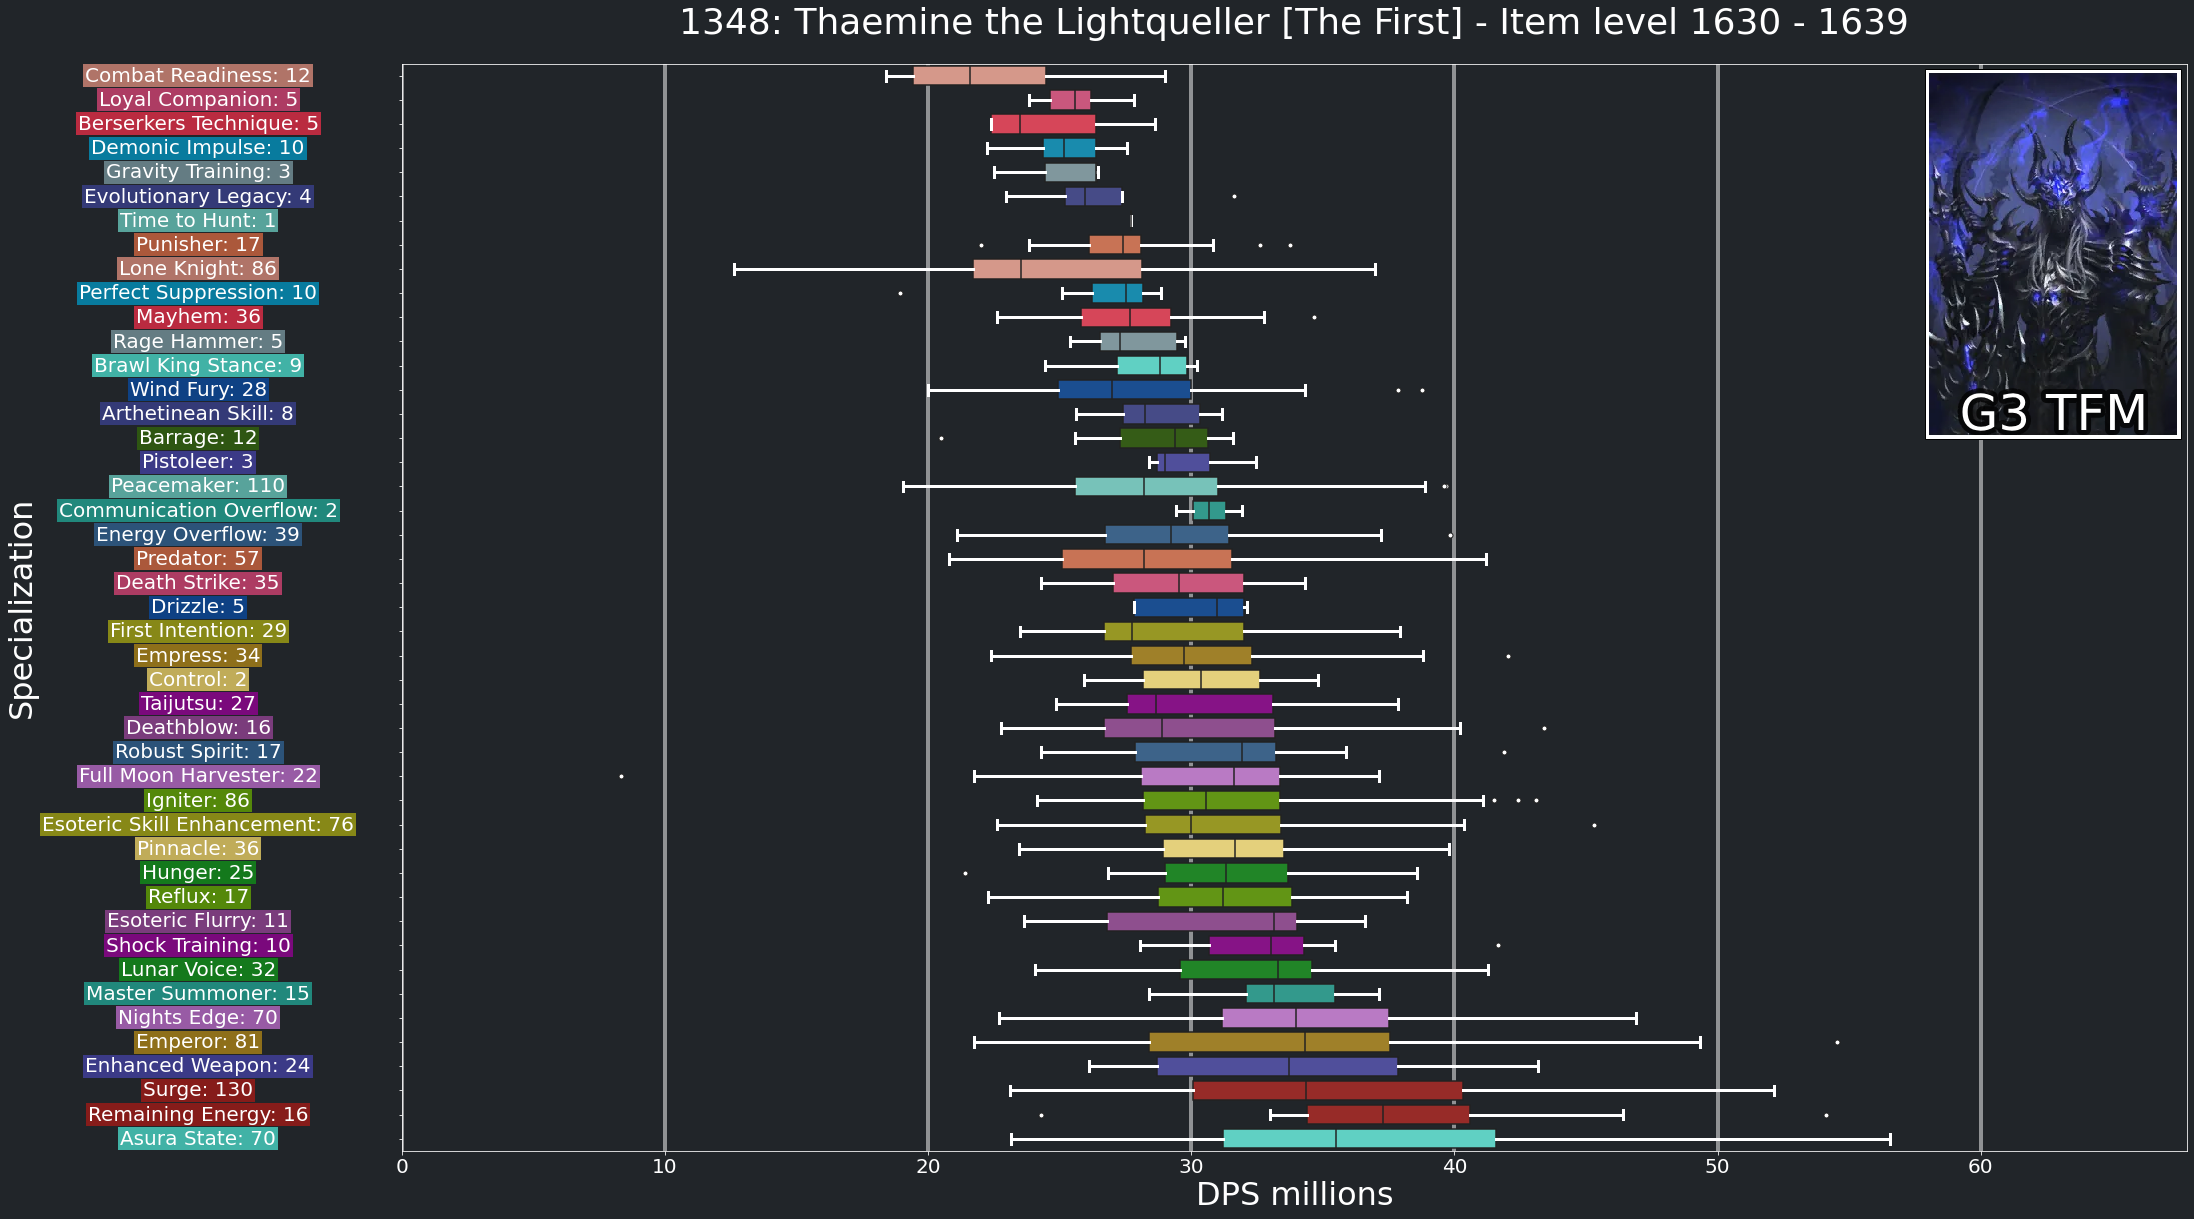 1348: Thaemine the Lightqueller [The First] - Item level 1630 - 1639
Combat Readiness: 12
Loyal Companion: 5
Berserkers Technique: 5
Demonic Impulse: 10
Gravity Training: 3
Evolutionary Legacy: 4
Time to Hunt: 1
Punisher: 17
Lone Knight: 86
Perfect Suppression: 10
Mayhem: 36
Rage Hammer: 5
Brawl King Stance: 9
Wind Fury: 28
Arthetinean Skill: 8
Barrage: 12
Pistoleer: 3
Peacemaker: 110
Communication Overflow: 2
Energy Overflow: 39
Predator: 57
Death Strike: 35
Drizzle: 5
First Intention: 29
Empress: 34
Control: 2
Taijutsu: 27
Deathblow: 16
Robust Spirit: 17
Full Moon Harvester: 22
Igniter: 86
Esoteric Skill Enhancement: 76
Pinnacle: 36
Hunger: 25
Reflux: 17
Esoteric Flurry: 11
Shock Training: 10
Lunar Voice: 32
Master Summoner: 15
Nights Edge: 70
Emperor: 81
Enhanced Weapon: 24
Surge: 130
Remaining Energy: 16
Asura State: 70
Specialization
G3 TFM
0 10 20 30 40 50 60
DPS millions